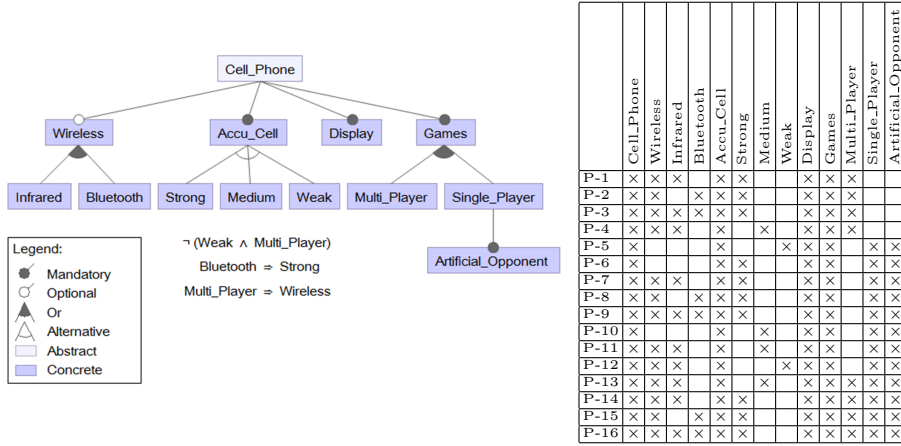 Cell_Phone
Wireless Accu_Cell Display Games
Infrared Bluetooth Strong Medium Weak Multi_Player Single_Player
Artificial_Opponent
¬ (Weak ∧ Multi_Player)
Bluetooth ⇒ Strong
Multi_Player ⇒ Wireless
Legend:
Mandatory
Optional
Or
Alternative
Abstract
Concrete
Cell_Phone
Wireless
Infrared
Bluetooth
Accu_Cell
Strong
Medium
Weak
Display
Games
Multi_Player
Single_Player
Artificial_Opponent
P-1 × × × × × × × ×
P-2 × × × × × × × ×
P-3 × × × × × × × × ×
P-4 × × × × × × × ×
P-5 × × × × × × ×
P-6 × × × × × × ×
P-7 × × × × × × × × ×
P-8 × × × × × × × × ×
P-9 × × × × × × × × × ×
P-10 × × × × × × ×
P-11 × × × × × × × × ×
P-12 × × × × × × × × ×
P-13 × × × × × × × × × ×
P-14 × × × × × × × × × ×
P-15 × × × × × × × × × ×
P-16 × × × × × × × × × × ×